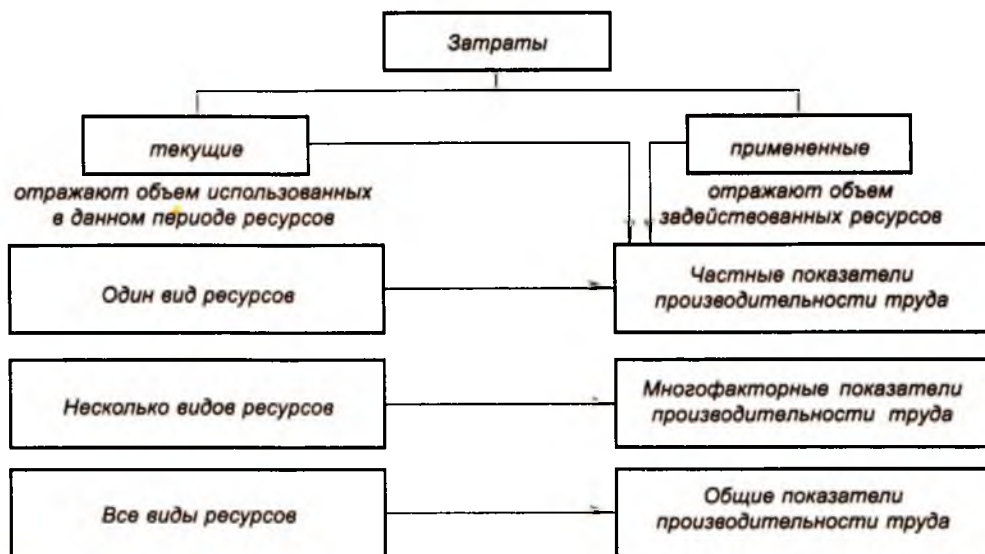 Затраты
текущие
примененные
отражают объем использованных
в данном периоде ресурсов
отражают объем
задействованных ресурсов
Один вид ресурсов
Частные показатели
производительности труда
Несколько видов ресурсов
Многофакторные показатели
производительности труда
Все виды ресурсов
Общие показатели
производительности труда